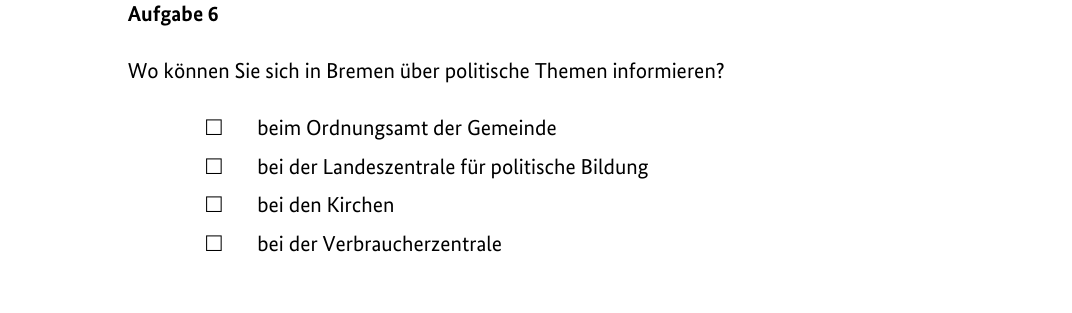 Aufgabe 6
Wo können Sie sich in Bremen über politische Themen informieren?
☐ beim Ordnungsamt der Gemeinde
☐ bei der Landeszentrale für politische Bildung
☐ bei den Kirchen
☐ bei der Verbraucherzentrale